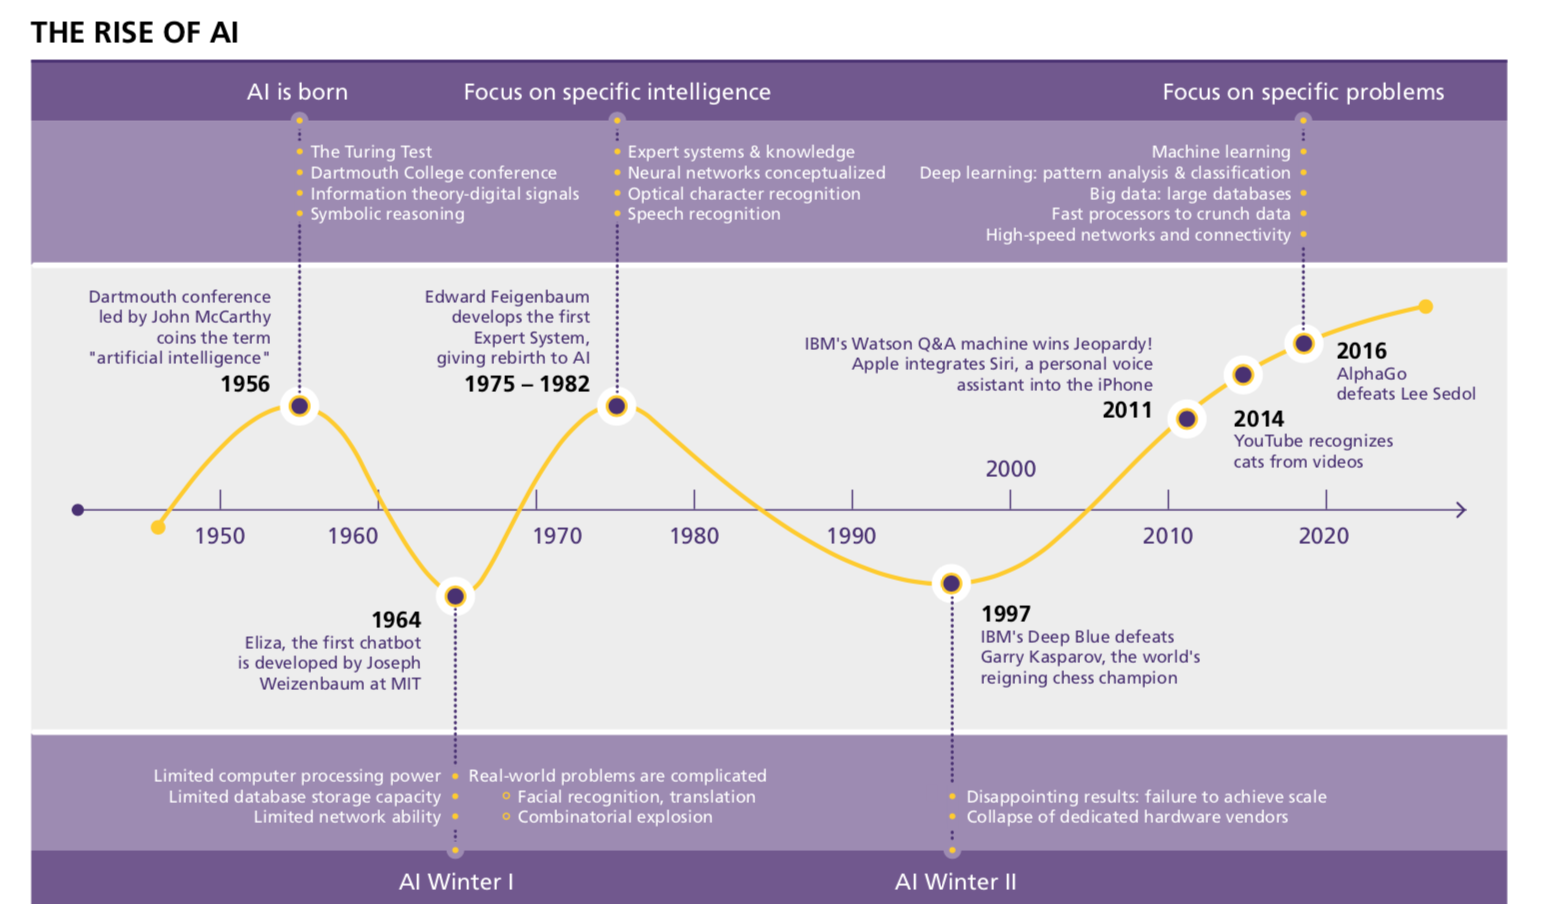 THE RISE OF AI
AI is born
Focus on specific intelligence
Focus on specific problems
The Turing Test
Dartmouth College conference
Information theory-digital signals
Symbolic reasoning
Expert systems & knowledge
Neural networks conceptualized
Optical character recognition
Speech recognition
Machine learning
Deep learning: pattern analysis & classification
Big data: large databases
Fast processors to crunch data
High-speed networks and connectivity
Dartmouth conference
led by John McCarthy
coins the term
"artificial intelligence"
1956
Edward Feigenbaum
develops the first
Expert System,
giving rebirth to AI
1975 – 1982
IBM's Watson Q&A machine wins Jeopardy!
Apple integrates Siri, a personal voice
assistant into the iPhone
2011
2016
AlphaGo
defeats Lee Sedol
2014
YouTube recognizes
cats from videos
1950
1960
1970
1980
1990
2000
2010
2020
1964
Eliza, the first chatbot
is developed by Joseph
Weizenbaum at MIT
1997
IBM's Deep Blue defeats
Garry Kasparov, the world's
reigning chess champion
Limited computer processing power
Limited database storage capacity
Limited network ability
Real-world problems are complicated
Facial recognition, translation
Combinatorial explosion
Disappointing results: failure to achieve scale
Collapse of dedicated hardware vendors
AI Winter I
AI Winter II